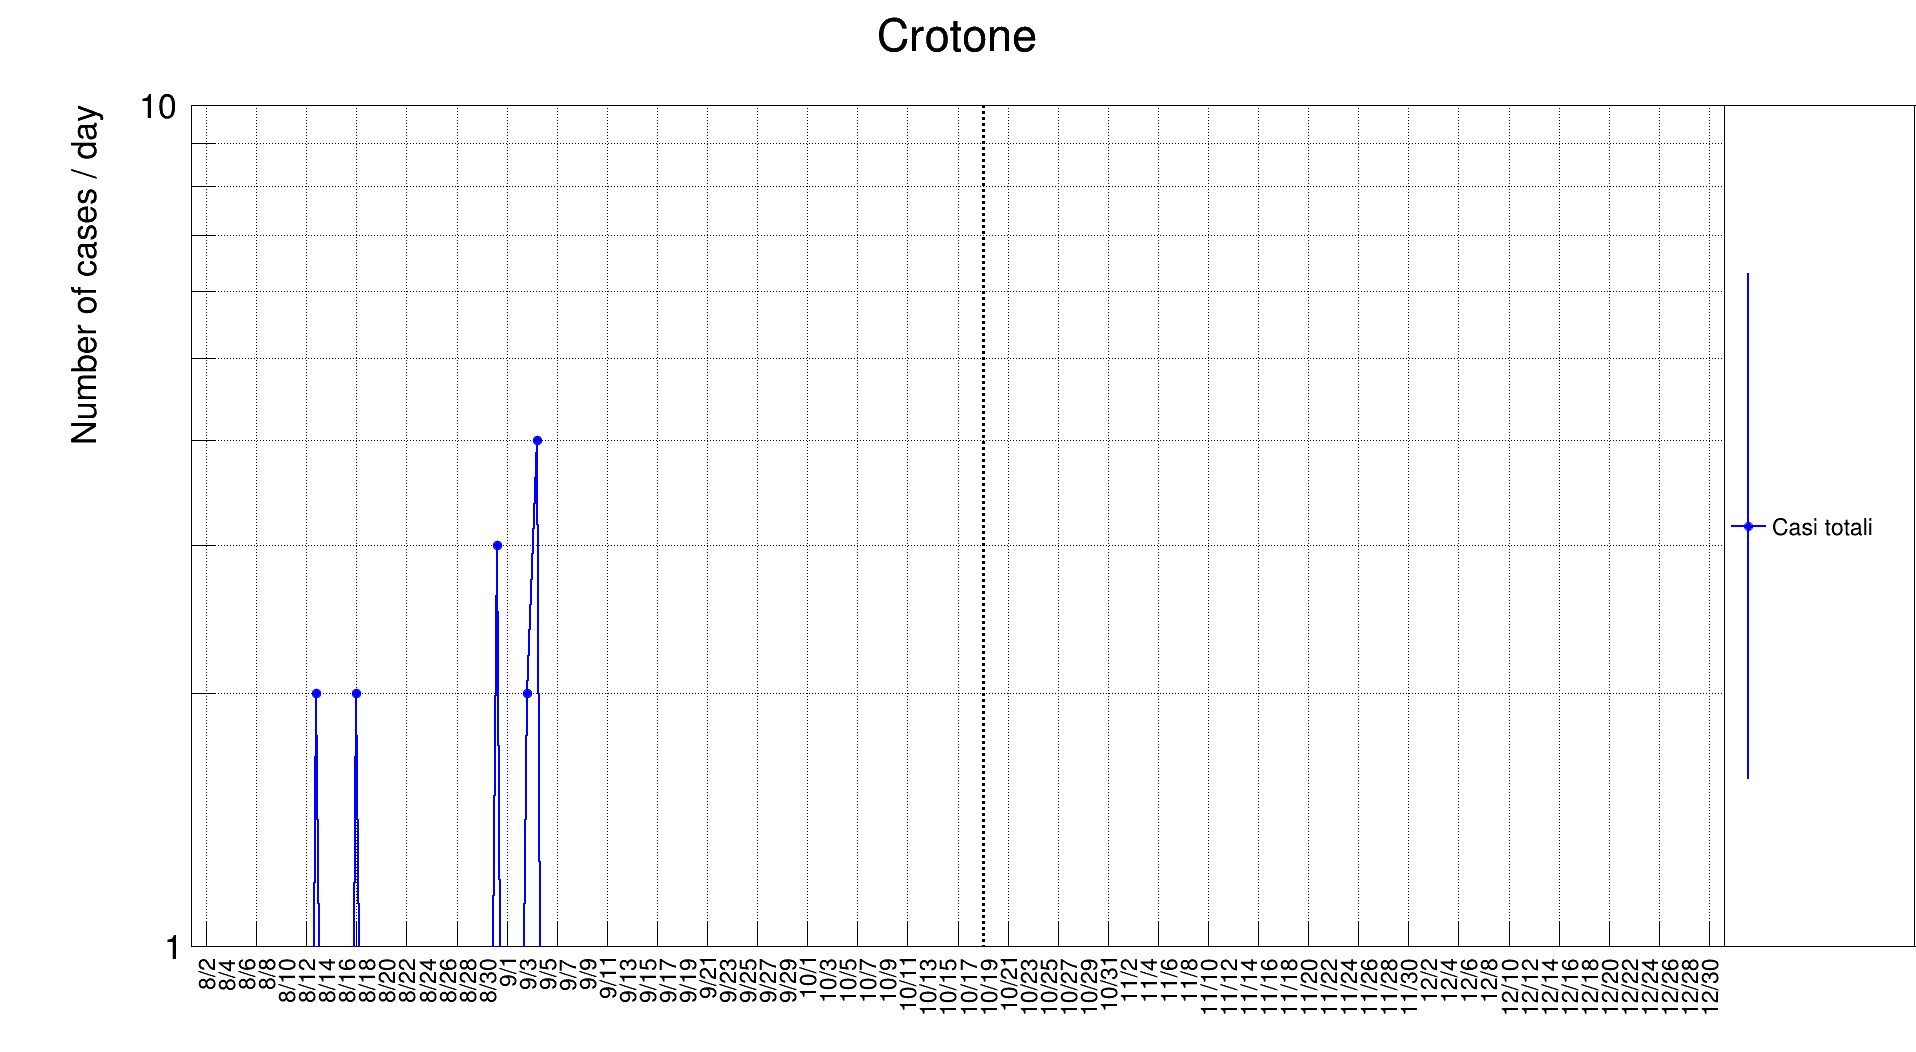 Crotone
Number of cases / day
10
1
Casi totali
8/2 8/4 8/6 8/8 8/10 8/12 8/14 8/16 8/18 8/20 8/22 8/24 8/26 8/28 8/30 9/1 9/3 9/5 9/7 9/9 9/11 9/13 9/15 9/17 9/19 9/21 9/23 9/25 9/27 9/29 10/1 10/3 10/5 10/7 10/9 10/11 10/13 10/15 10/17 10/19 10/21 10/23 10/25 10/27 10/29 10/31 11/2 11/4 11/6 11/8 11/10 11/12 11/14 11/16 11/18 11/20 11/22 11/24 11/26 11/28 11/30 12/2 12/4 12/6 12/8 12/10 12/12 12/14 12/16 12/18 12/20 12/22 12/24 12/26 12/28 12/30